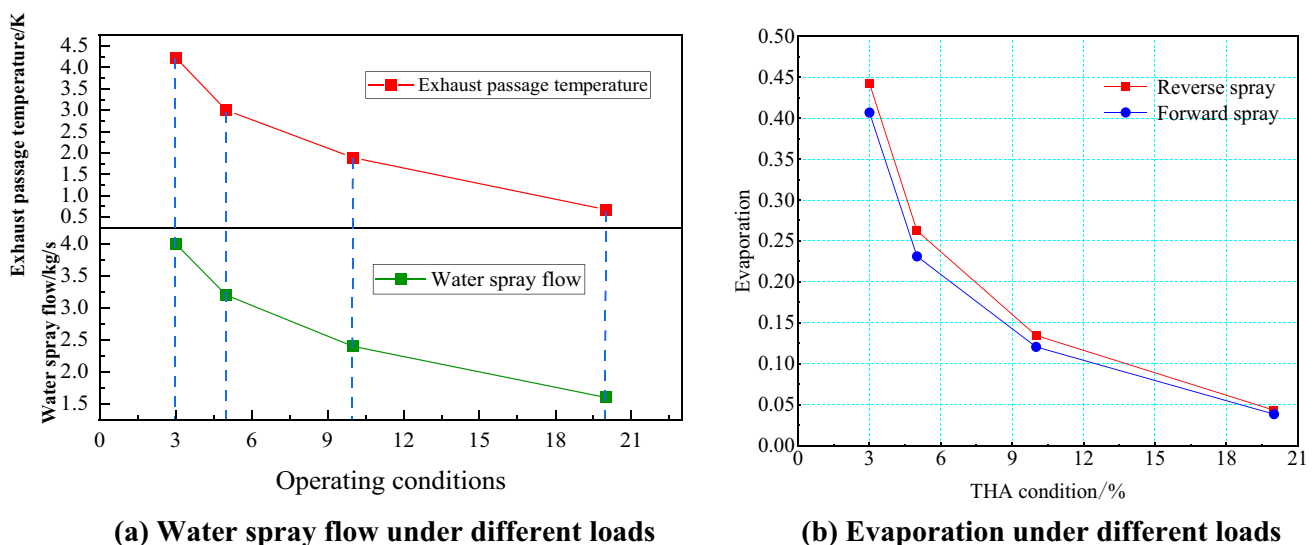 Exhaust passage temperature/K
4.5
4.0
3.5
3.0
2.5
2.0
1.5
1.0
0.5
Exhaust passage temperature
Water spray flow/kg/s
4.0
3.5
3.0
2.5
2.0
1.5
Water spray flow
0 3 6 9 12 15 18 21
Operating conditions
(a) Water spray flow under different loads
Evaporation
0.50
0.45
0.40
0.35
0.30
0.25
0.20
0.15
0.10
0.05
0.00
Reverse spray
Forward spray
0 3 6 9 12 15 18 21
THA condition/%
(b) Evaporation under different loads